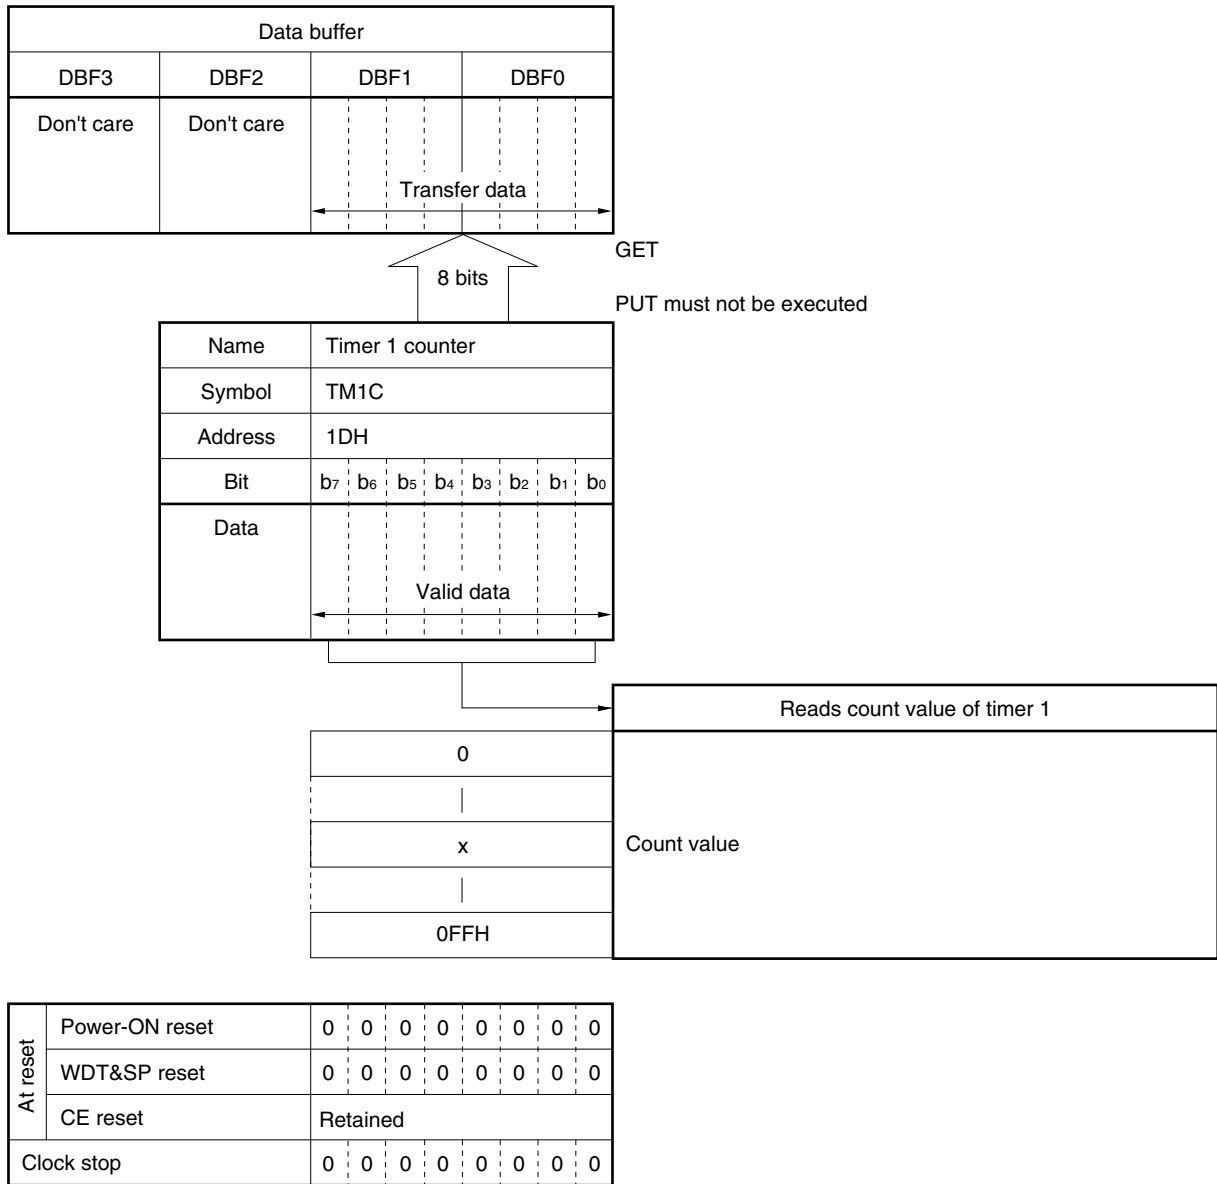 Data buffer
DBF3 DBF2 DBF1 DBF0
Don't care Don't care
Transfer data
GET
8 bits
PUT must not be executed
Name Timer 1 counter
Symbol TM1C
Address 1DH
Bit b7 b6 b5 b4 b3 b2 b1 b0
Data
Valid data
Reads count value of timer 1
0
x Count value
0FFH
At reset
Power-ON reset 0 0 0 0 0 0 0 0
WDT&SP reset 0 0 0 0 0 0 0 0
CE reset Retained
Clock stop 0 0 0 0 0 0 0 0